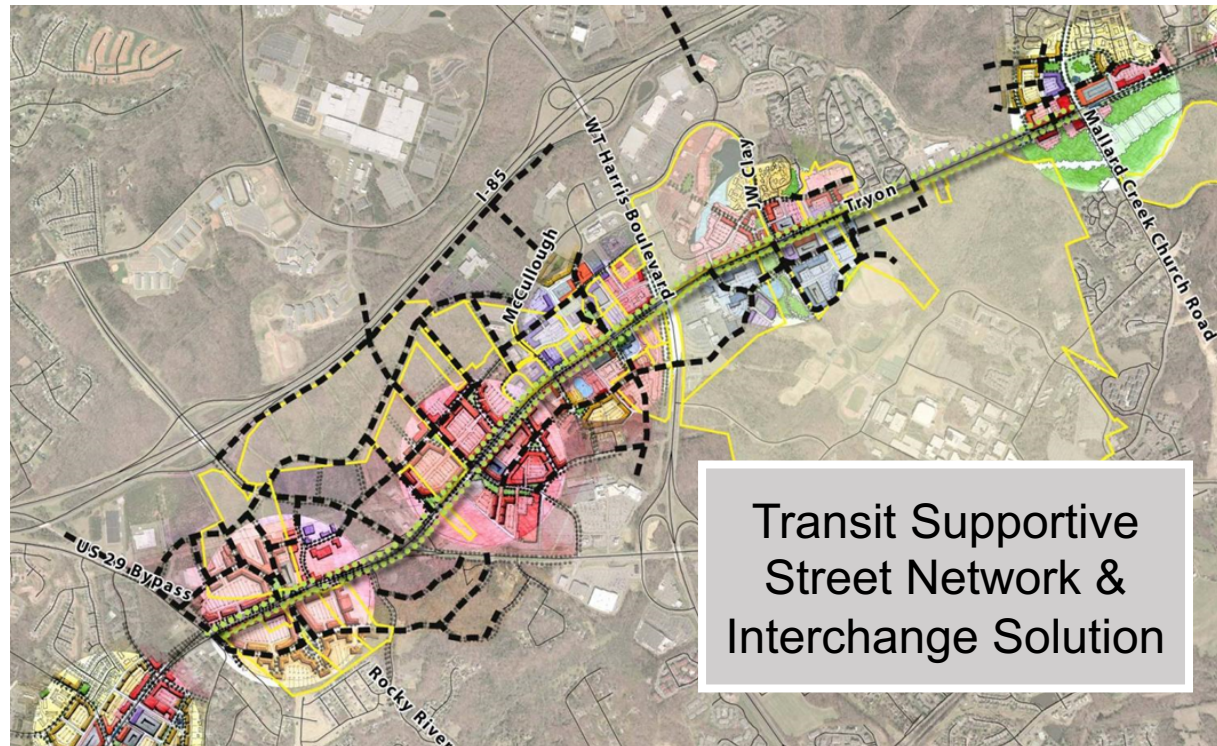 I-85
WT Harris Boulevard
McCullough
JW Clay
Tryon
Mallard Creek Church Road
US 29 Bypass
Rocky River
Transit Supportive
Street Network &
Interchange Solution